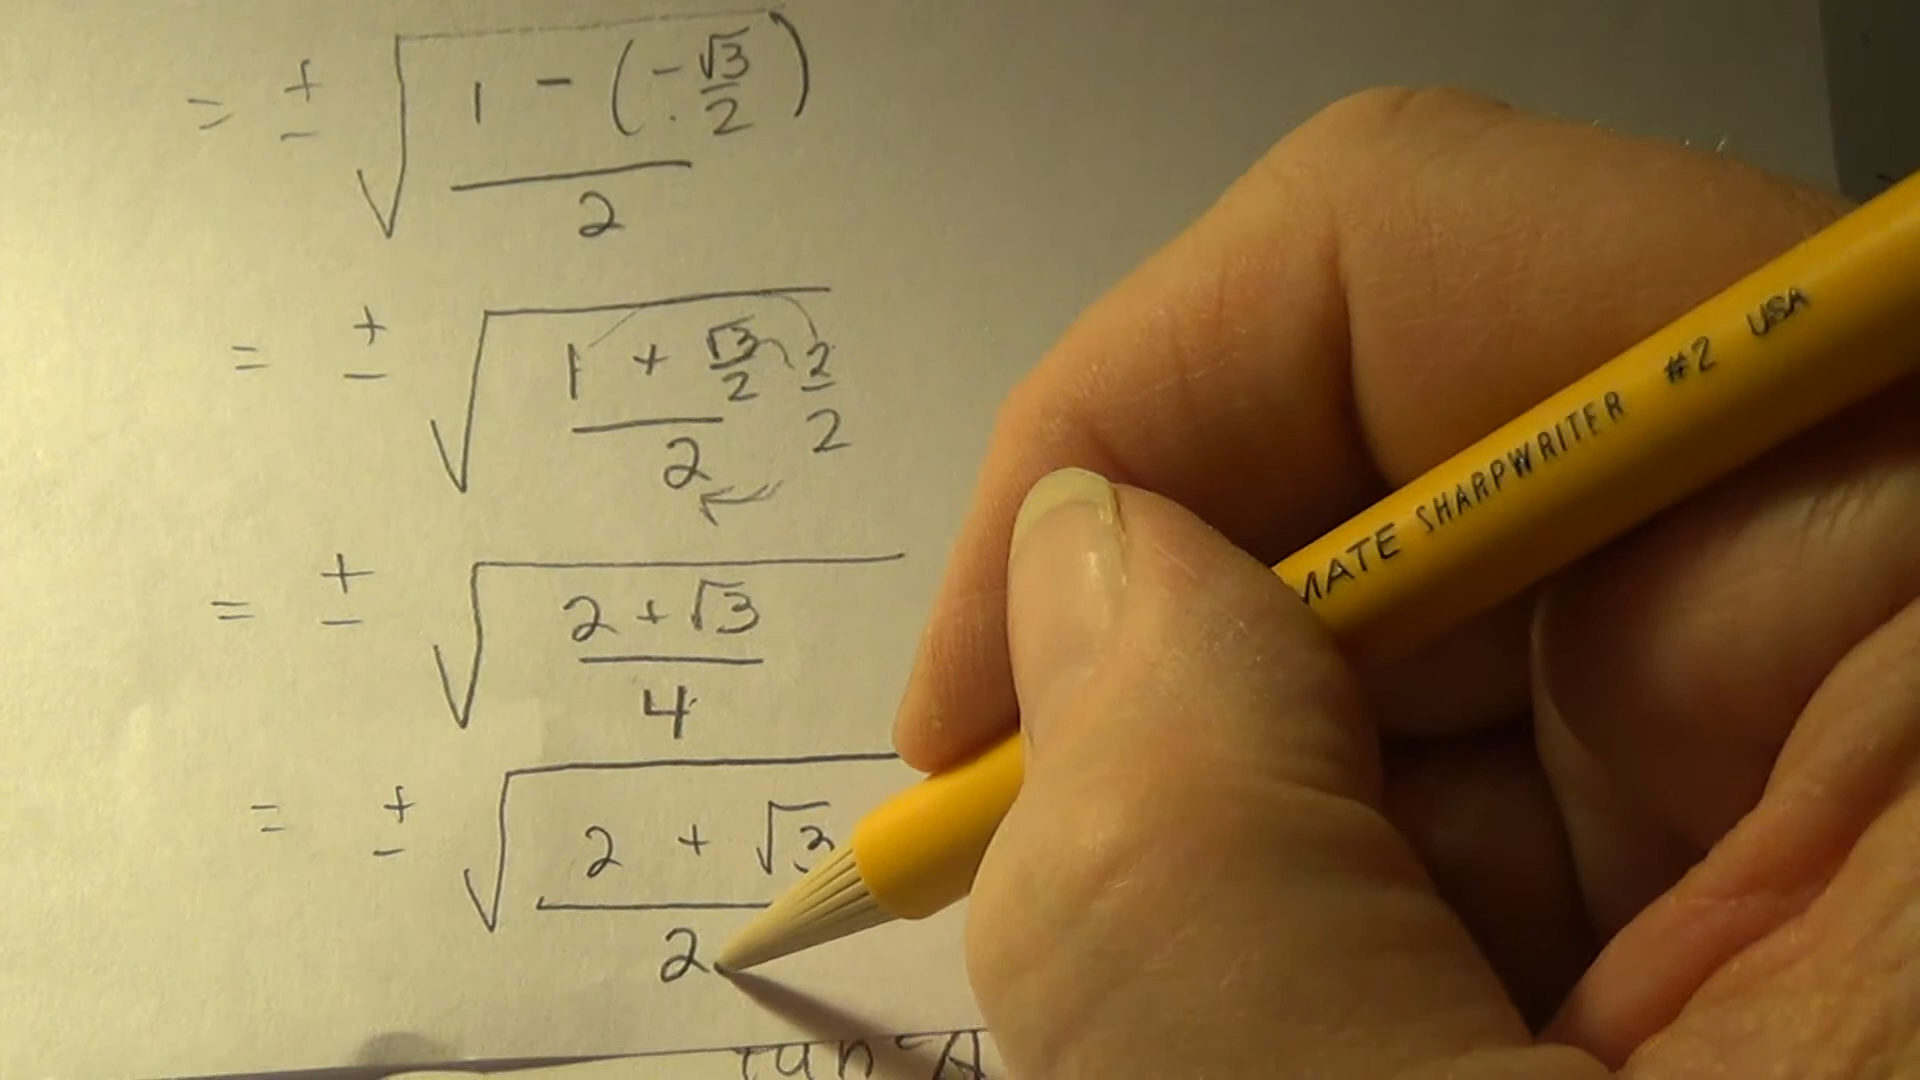 = ± √((1 - (-√3/2))/2)
= ± √((1 + √3/2)/2) 2/2
= ± √((2 + √3)/4)
= ± √(2 + √3)/2
MATE SHARPWRITER #2 USA
tan A